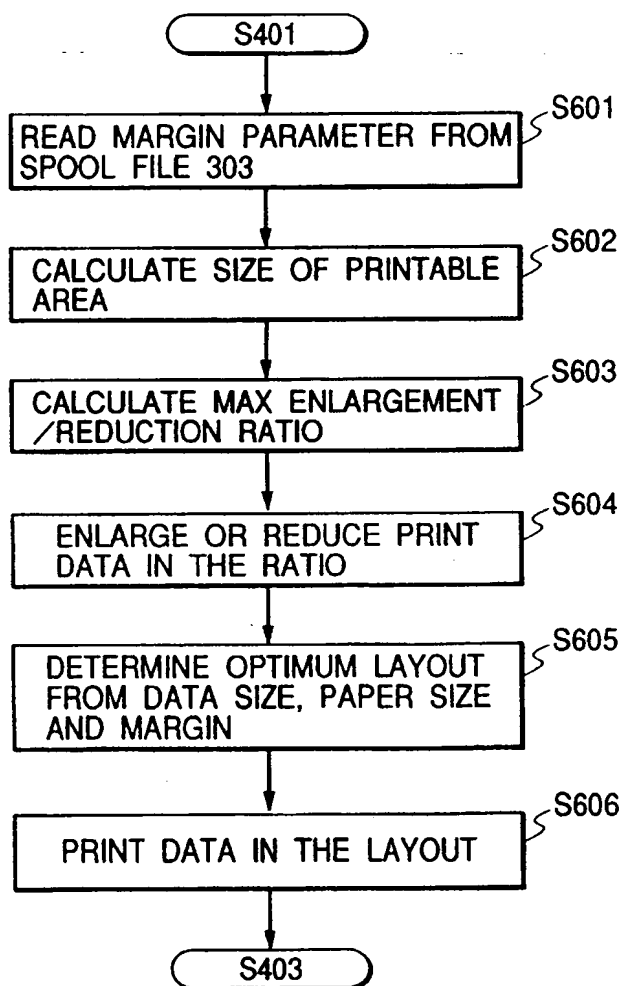 S401
S601
READ MARGIN PARAMETER FROM
SPOOL FILE 303
S602
CALCULATE SIZE OF PRINTABLE
AREA
S603
CALCULATE MAX ENLARGEMENT
/REDUCTION RATIO
S604
ENLARGE OR REDUCE PRINT
DATA IN THE RATIO
S605
DETERMINE OPTIMUM LAYOUT
FROM DATA SIZE, PAPER SIZE
AND MARGIN
S606
PRINT DATA IN THE LAYOUT
S403